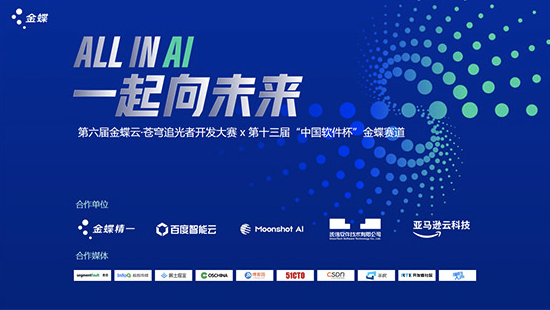 金蝶
ALL IN AI
一起向未来
第六届金蝶云·苍穹追光者开发大赛 x 第十三届“中国软件杯”金蝶赛道
合作单位
金蝶精一
百度智能云
Moonshot AI
亚马逊云科技
合作媒体
segmentfault
InfoQ
OSCHINA
51CTO
CSDN